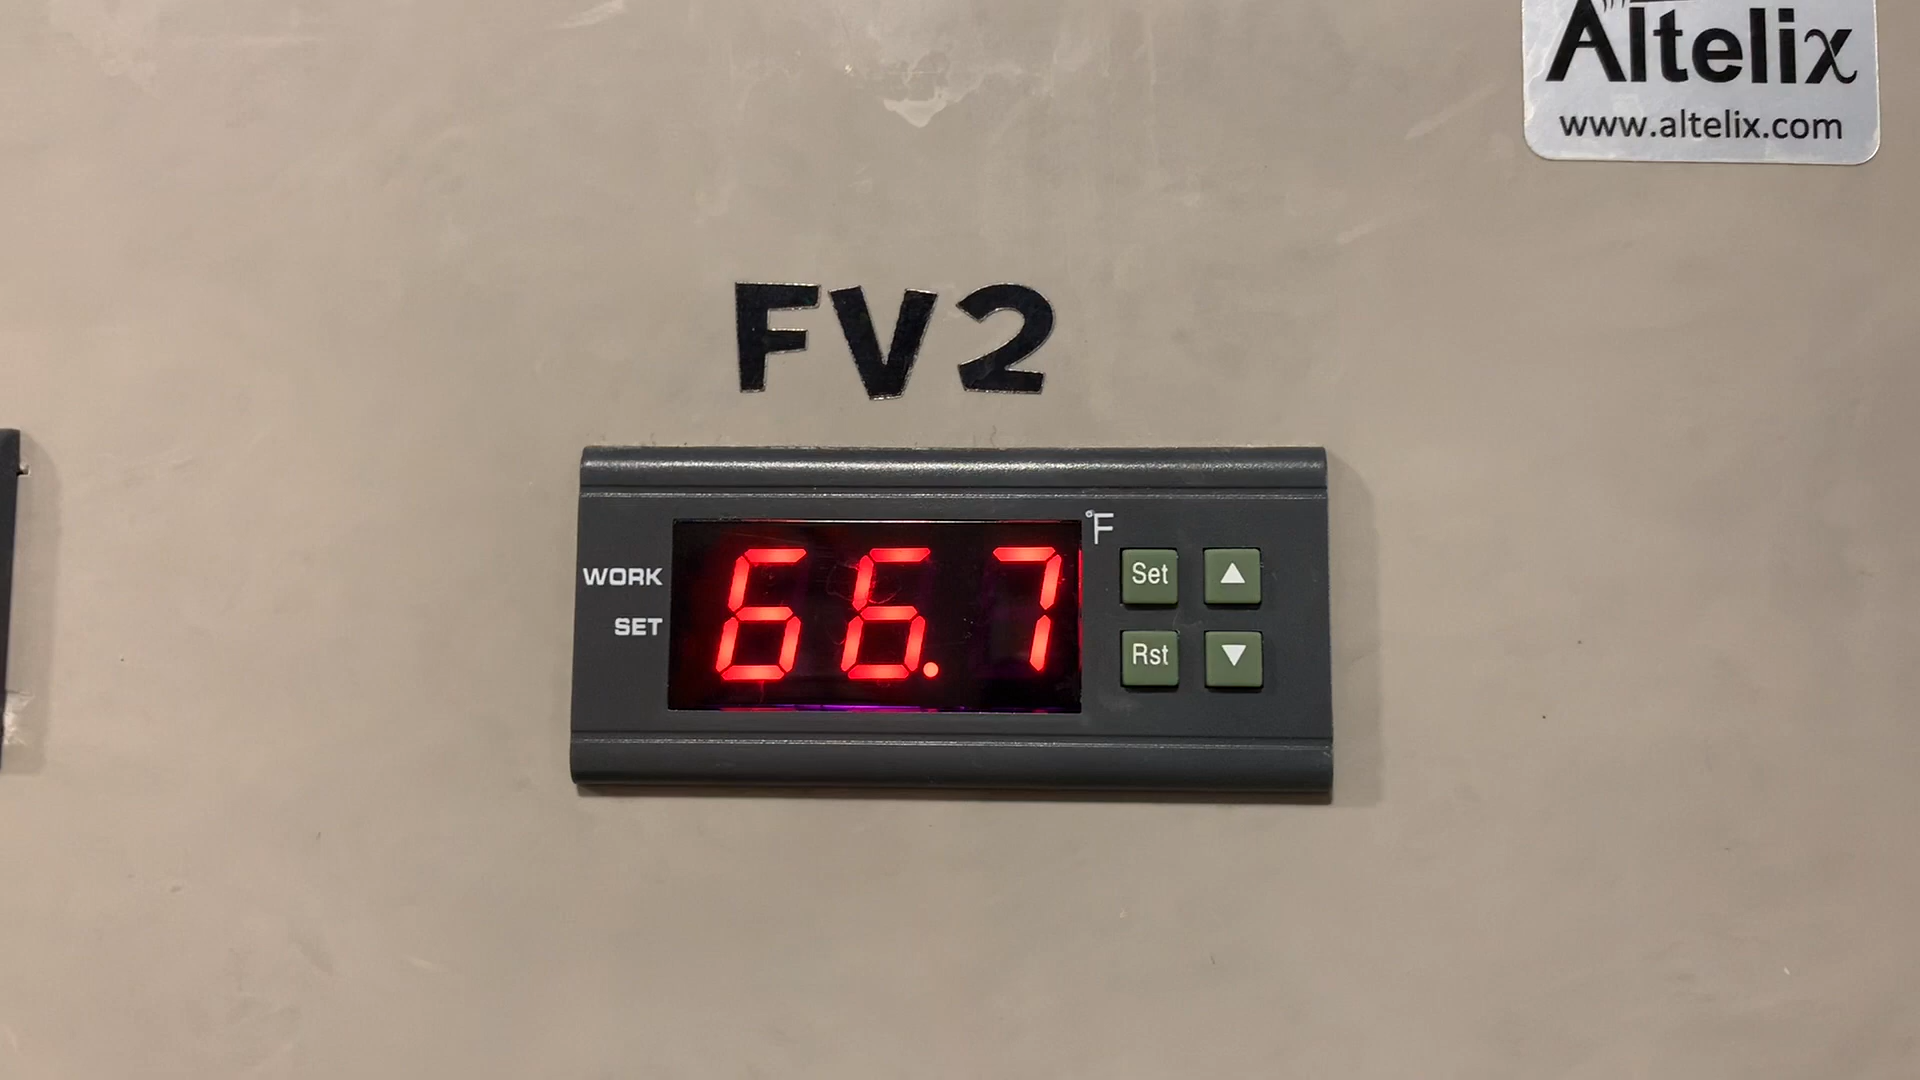 Altelix
www.altelix.com
FV2
°F
WORK
SET
66.7
Set ▲
Rst ▼